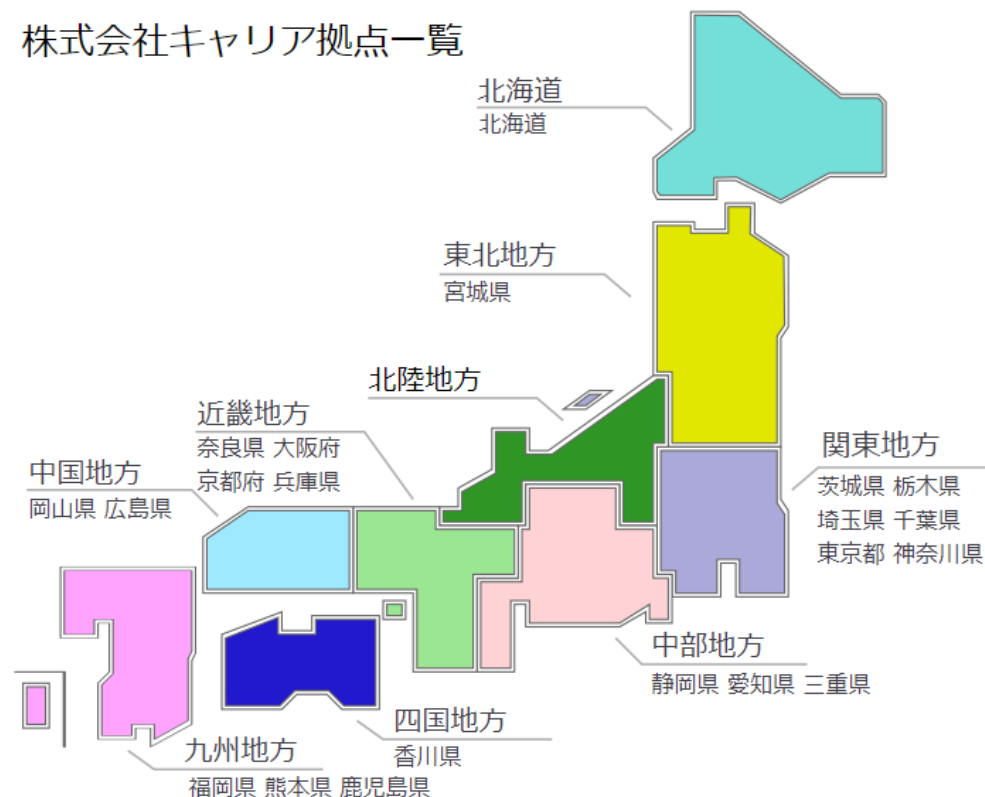 株式会社キャリア拠点一覧
北海道
北海道
東北地方
宮城県
北陸地方
近畿地方
奈良県 大阪府
京都府 兵庫県
中国地方
岡山県 広島県
関東地方
茨城県 栃木県
埼玉県 千葉県
東京都 神奈川県
中部地方
静岡県 愛知県 三重県
四国地方
香川県
九州地方
福岡県 熊本県 鹿児島県